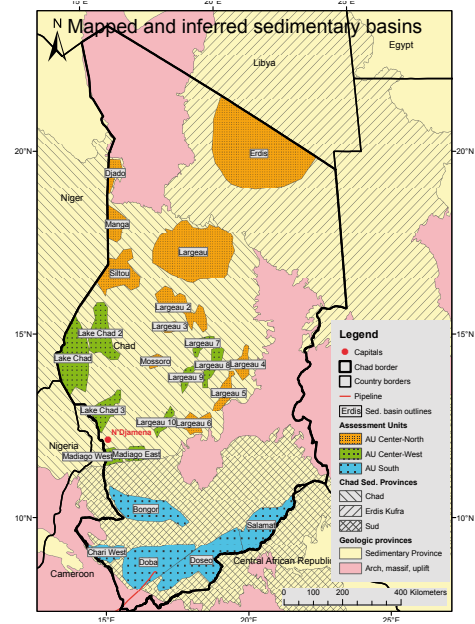 Mapped and inferred sedimentary basins
15°E
20°E
25°E
N
Egypt
Libya
20°N
20°N
Erdis
Djado
Niger
Manga
Largeau
Siltou
Largeau 2
Largeau 3
15°N
15°N
Lake Chad 2
Chad
Largeau 7
Lake Chad
Mossoro
Largeau 8
Largeau 4
Largeau 9
Largeau 5
Lake Chad 3
Largeau 10
Largeau 6
N'Djamena
Nigeria
Madiago West
Madiago East
Bongor
10°N
10°N
Salamat
Chari West
Doba
Doseo
Central African Republic
Cameroon
Legend
Capitals
Chad border
Country borders
Pipeline
Erdis Sed. basin outlines
Assessment Units
AU Center-North
AU Center-West
AU South
Chad Sed. Provinces
Chad
Erdis Kufra
Sud
Geologic provinces
Sedimentary Province
Arch, massif, uplift
0 100 200 400 Kilometers
15°E
20°E
25°E